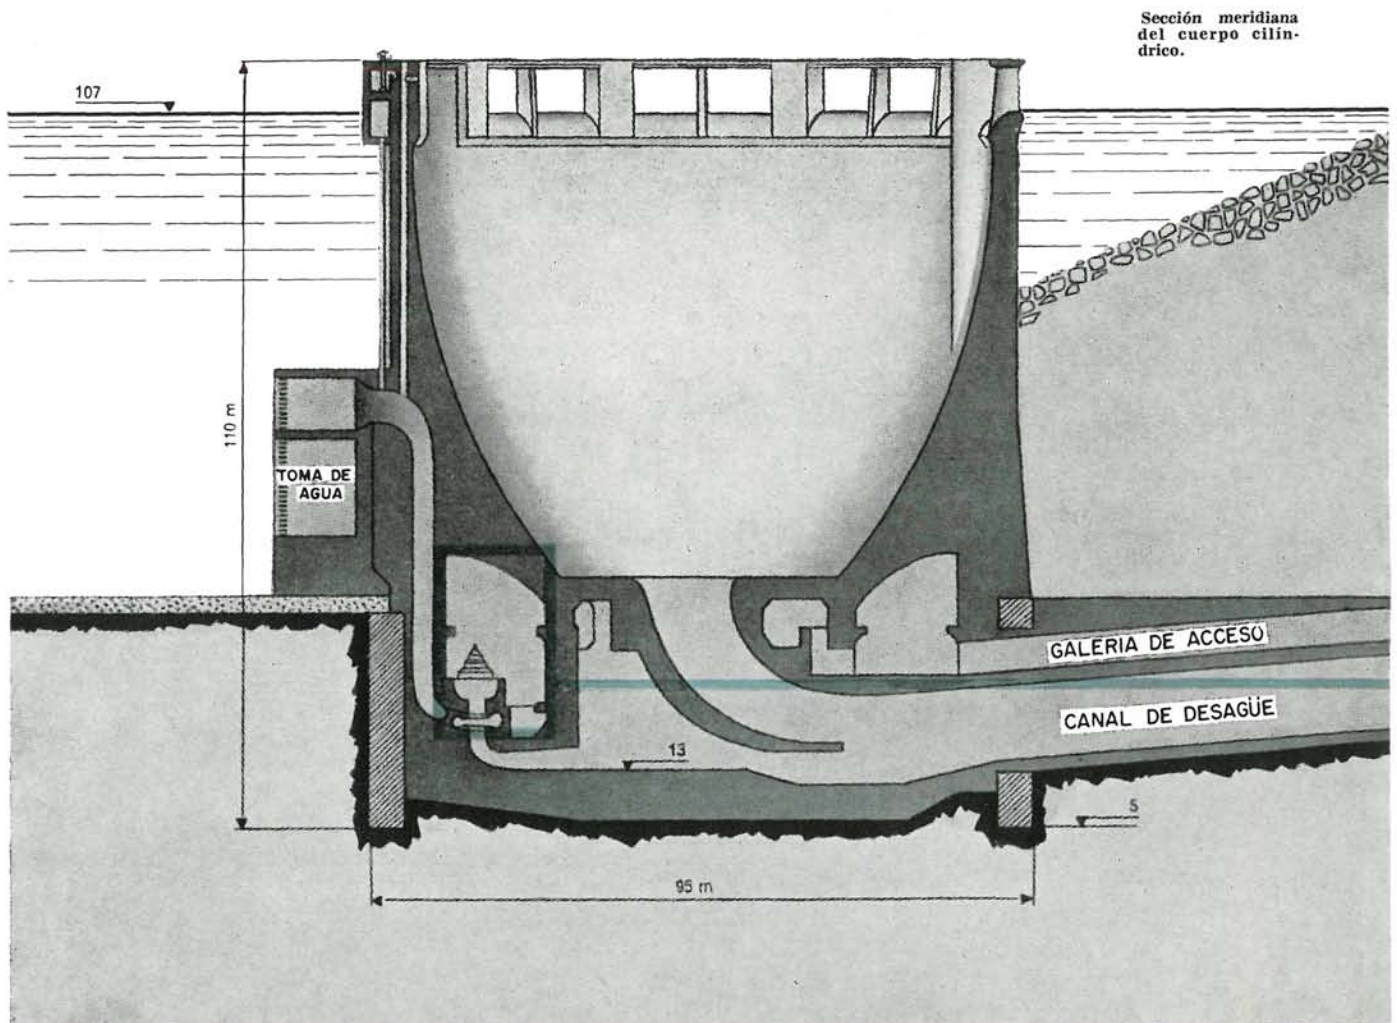 Sección meridiana
del cuerpo cilín-
drico.
107
110 m
TOMA DE
AGUA
GALERIA DE ACCESO
CANAL DE DESAGÜE
13
5
95 m